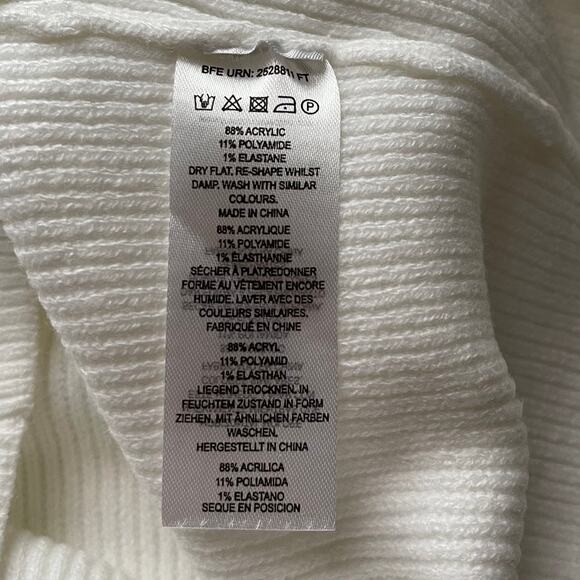 BFE URN: 252881/ FT
88% ACRYLIC
11% POLYAMIDE
1% ELASTANE
DRY FLAT, RE-SHAPE WHILST
DAMP. WASH WITH SIMILAR
COLOURS.
MADE IN CHINA
88% ACRYLIQUE
11% POLYAMIDE
1% ÉLASTHANNE
SÉCHER À PLAT.REDONNER
FORME AU VÊTEMENT ENCORE
HUMIDE. LAVER AVEC DES
COULEURS SIMILAIRES.
FABRIQUÉ EN CHINE
88% ACRYL
11% POLYAMID
1% ELASTHAN
LIEGEND TROCKNEN. IN
FEUCHTEM ZUSTAND IN FORM
ZIEHEN. MIT ÄHNLICHEN FARBEN
WASCHEN.
HERGESTELLT IN CHINA
88% ACRILICA
11% POLIAMIDA
1% ELASTANO
SEQUE EN POSICION